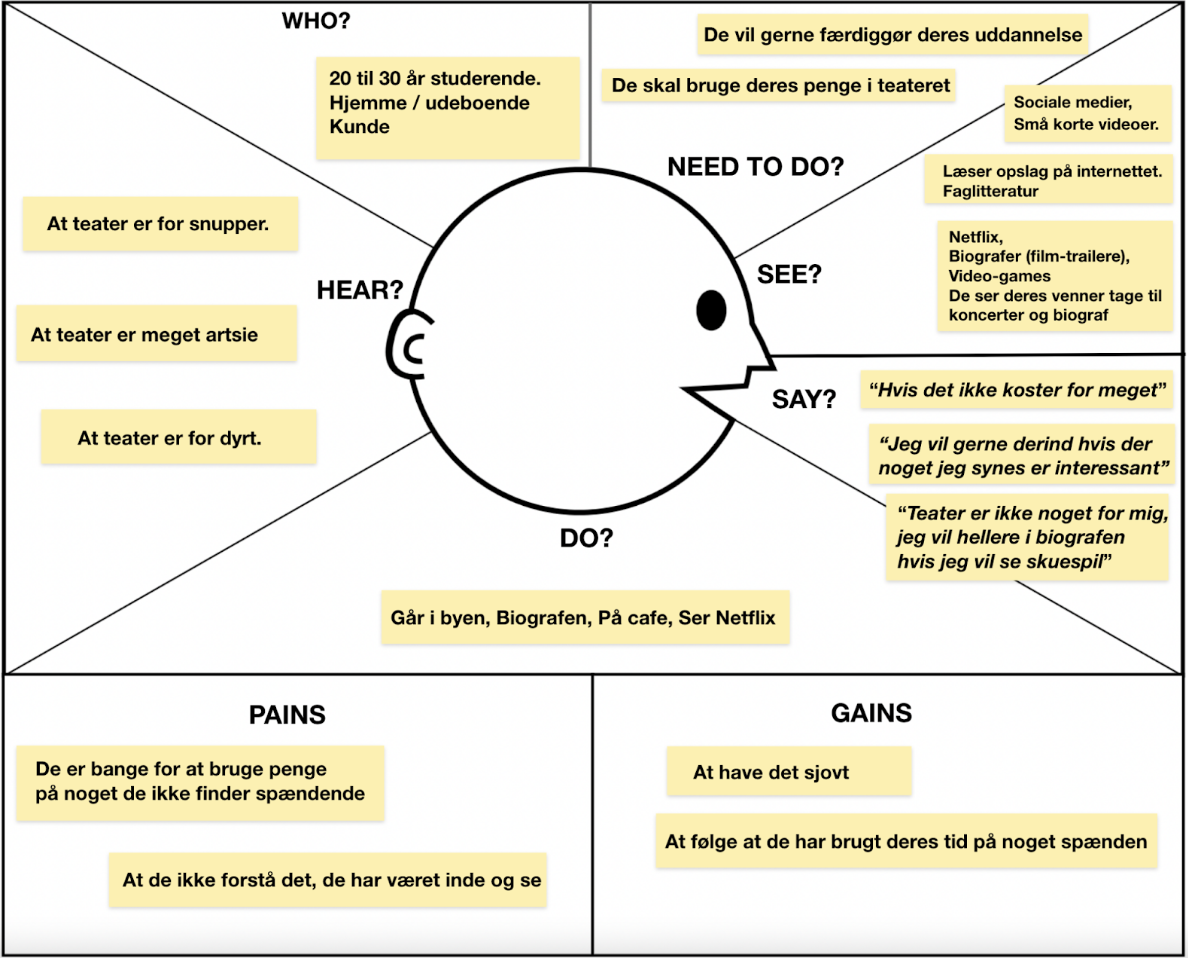 WHO?
20 til 30 år studerende.
Hjemme / udeboende
Kunde
De vil gerne færdiggør deres uddannelse
De skal bruge deres penge i teateret
NEED TO DO?
Sociale medier,
Små korte videoer.
Læser opslag på internettet.
Faglitteratur
Netflix,
Biografer (film-trailere),
Video-games
De ser deres venner tage til
koncerter og biograf
SEE?
At teater er for snupper.
HEAR?
At teater er meget artsie
At teater er for dyrt.
SAY?
“Hvis det ikke koster for meget”
“Jeg vil gerne derind hvis der
noget jeg synes er interessant”
“Teater er ikke noget for mig,
jeg vil hellere i biografen
hvis jeg vil se skuespil”
DO?
Går i byen, Biografen, På cafe, Ser Netflix
PAINS
De er bange for at bruge penge
på noget de ikke finder spændende
At de ikke forstå det, de har været inde og se
GAINS
At have det sjovt
At følge at de har brugt deres tid på noget spænden